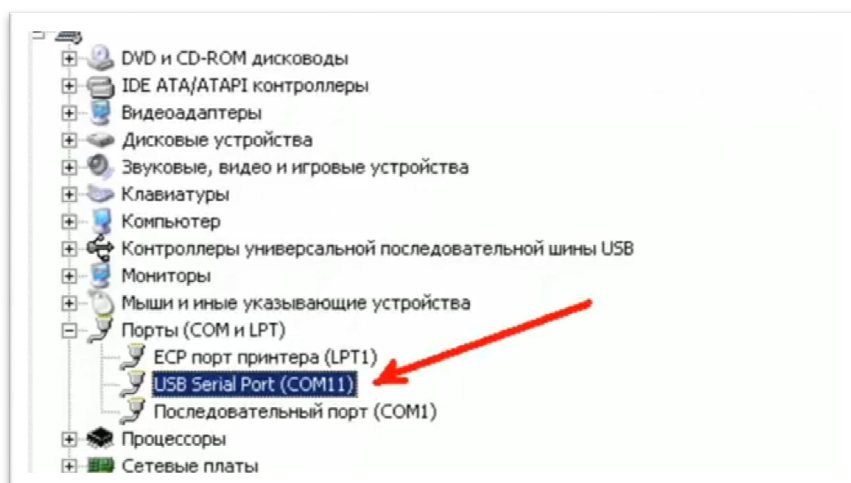 DVD и CD-ROM дисководы
IDE ATA/ATAPI контроллеры
Видеоадаптеры
Дисковые устройства
Звуковые, видео и игровые устройства
Клавиатуры
Компьютер
Контроллеры универсальной последовательной шины USB
Мониторы
Мыши и иные указывающие устройства
Порты (COM и LPT)
ECP порт принтера (LPT1)
USB Serial Port (COM11)
Последовательный порт (COM1)
Процессоры
Сетевые платы